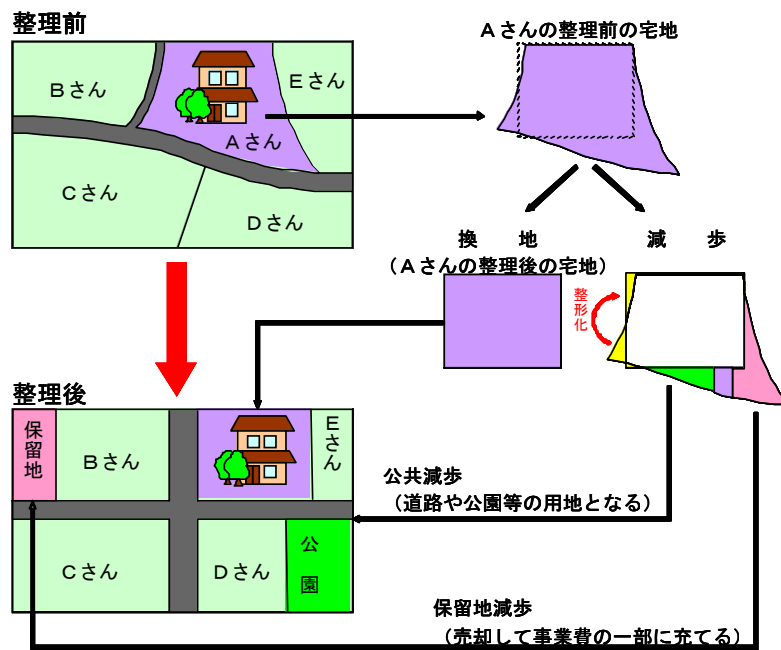 整理前
Bさん
Eさん
Aさん
Cさん
Dさん
Aさんの整理前の宅地
換　地
(Aさんの整理後の宅地)
減　歩
整形化
整理後
保留地
Bさん
Eさん
Cさん
Dさん
公園
公共減歩
(道路や公園等の用地となる)
保留地減歩
(売却して事業費の一部に充てる)